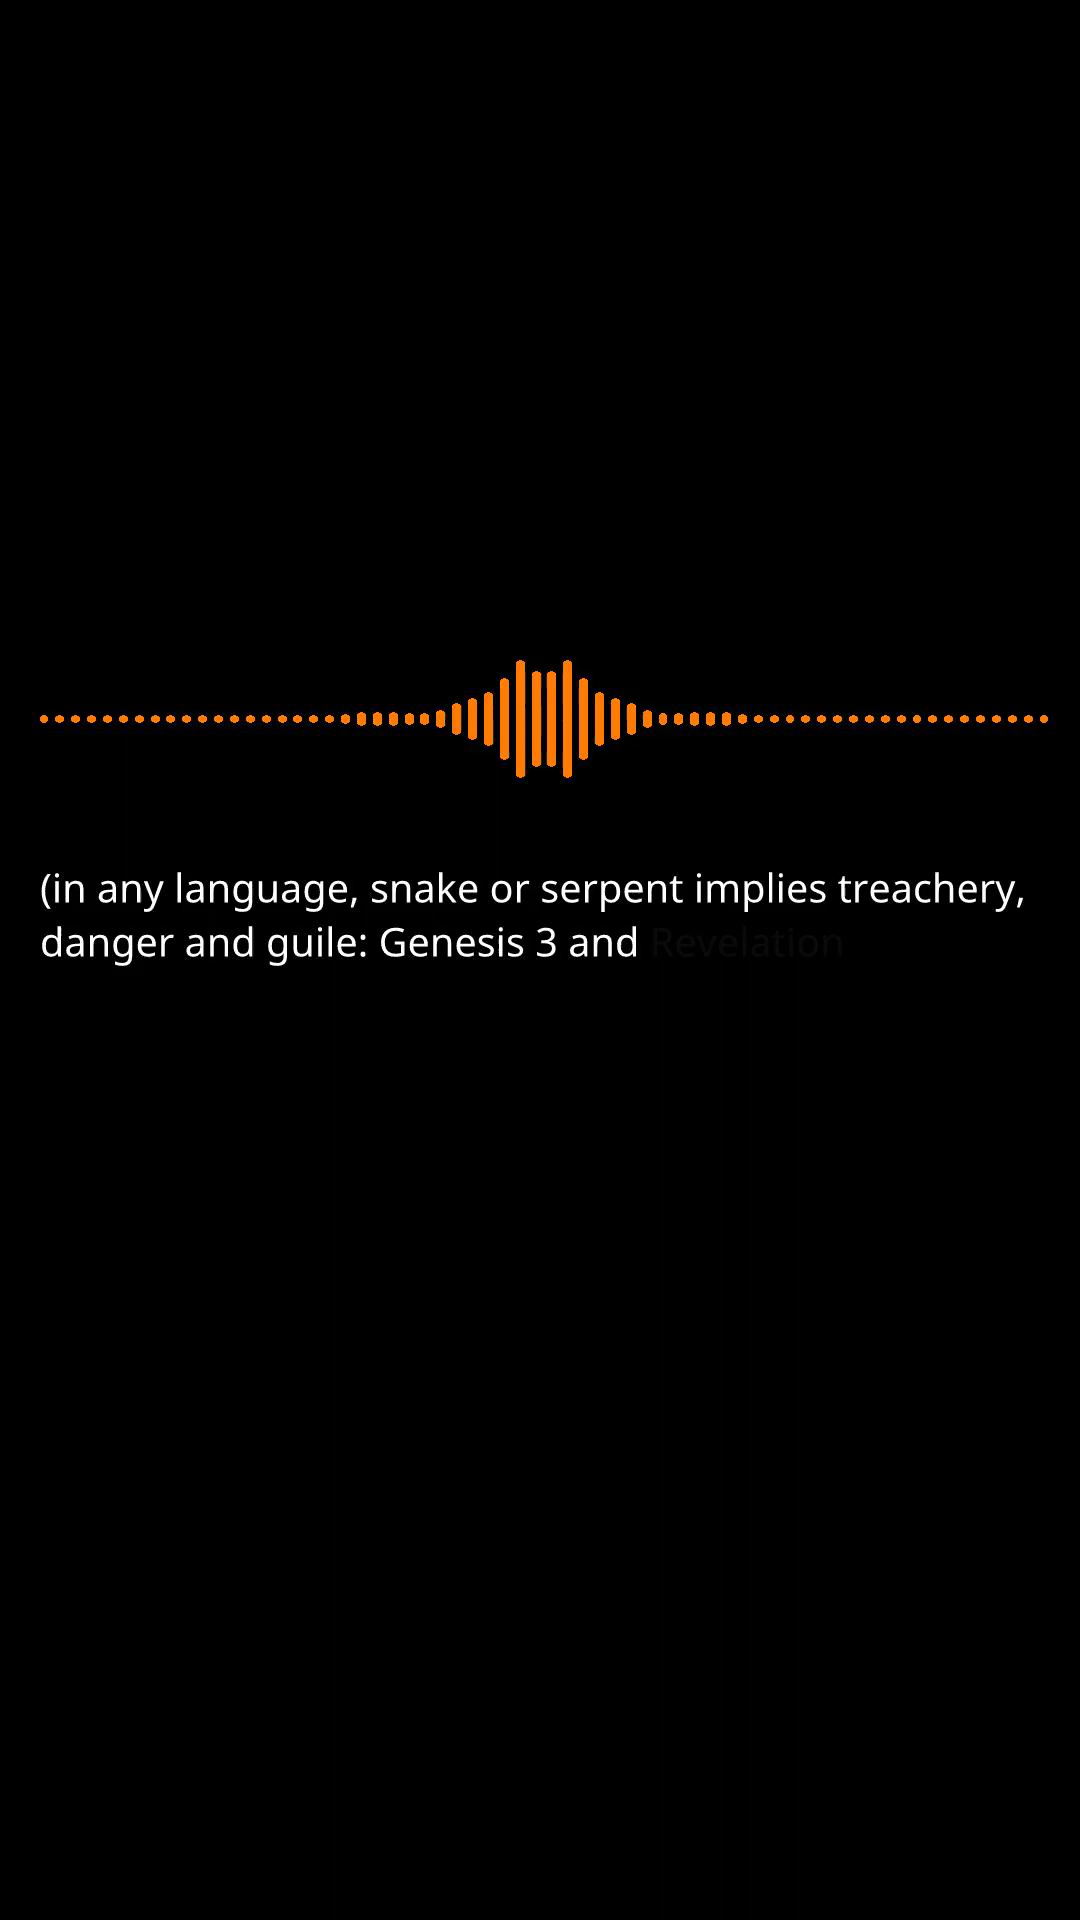 (in any language, snake or serpent implies treachery,
danger and guile: Genesis 3 and Revelation